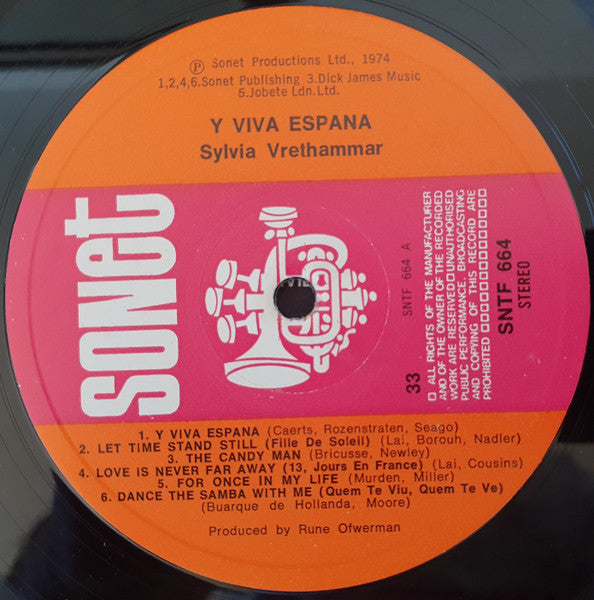 ℗ Sonet Productions Ltd., 1974
1,2,4,6.Sonet Publishing 3.Dick James Music
5.Jobete Ldn.Ltd.
Y VIVA ESPANA
Sylvia Vrethammar
sonet
SNTF 664 A
33
ALL RIGHTS OF THE MANUFACTURER
AND OF THE OWNER OF THE RECORDED
WORK ARE RESERVED UNAUTHORISED
PUBLIC PERFORMANCE, BROADCASTING
AND COPYING OF THIS RECORD ARE
PROHIBITED
SNTF 664
STEREO
1. Y VIVA ESPANA (Caerts, Rozenstraten, Seago)
2. LET TIME STAND STILL (Fille De Soleil) (Lai, Borouh, Nadler)
3. THE CANDY MAN (Bricusse, Newley)
4. LOVE IS NEVER FAR AWAY (13, Jours En France) (Lai, Cousins)
5. FOR ONCE IN MY LIFE (Murden, Miller)
6. DANCE THE SAMBA WITH ME (Quem Te Viu, Quem Te Ve)
(Buarque de Hollanda, Moore)
Produced by Rune Ofwerman